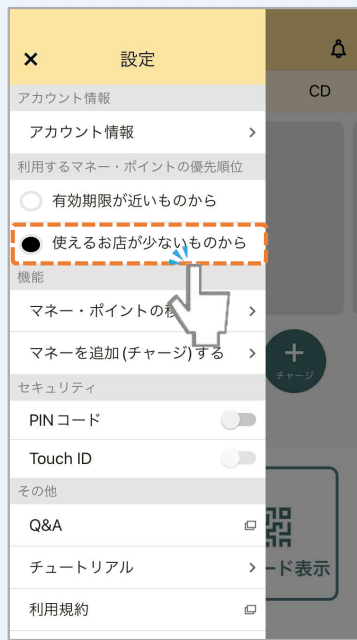 × 設定
CD
アカウント情報
アカウント情報 >
利用するマネー・ポイントの優先順位
有効期限が近いものから
使えるお店が少ないものから
機能
マネー・ポイントの >
マネーを追加(チャージ)する >
チャージ
セキュリティ
PINコード
Touch ID
その他
Q&A
チュートリアル >
ード表示
利用規約